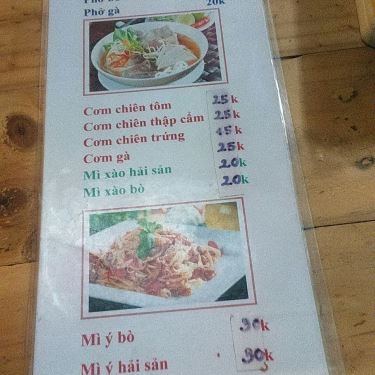 Phở gà 20k
Cơm chiên tôm 25k
Cơm chiên thập cẩm 25k
Cơm chiên trứng 15k
Cơm gà 25k
Mì xào hải sản 20k
Mì xào bò 20k
Mì ý bò 30k
Mì ý hải sản 30k